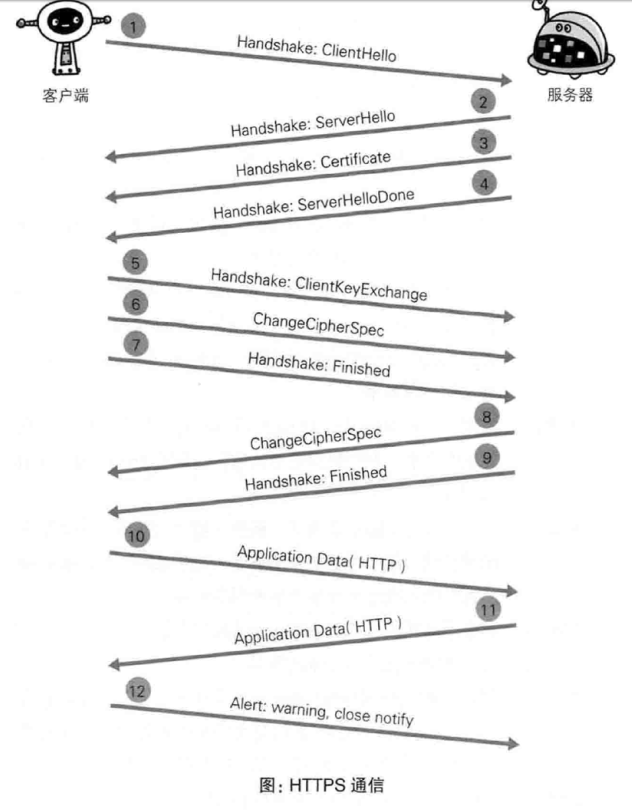 1
Handshake: ClientHello
客户端
服务器
2
Handshake: ServerHello
3
Handshake: Certificate
4
Handshake: ServerHelloDone
5
Handshake: ClientKeyExchange
6
ChangeCipherSpec
7
Handshake: Finished
8
ChangeCipherSpec
9
Handshake: Finished
10
Application Data( HTTP )
11
Application Data( HTTP )
12
Alert: warning, close notify
图: HTTPS 通信